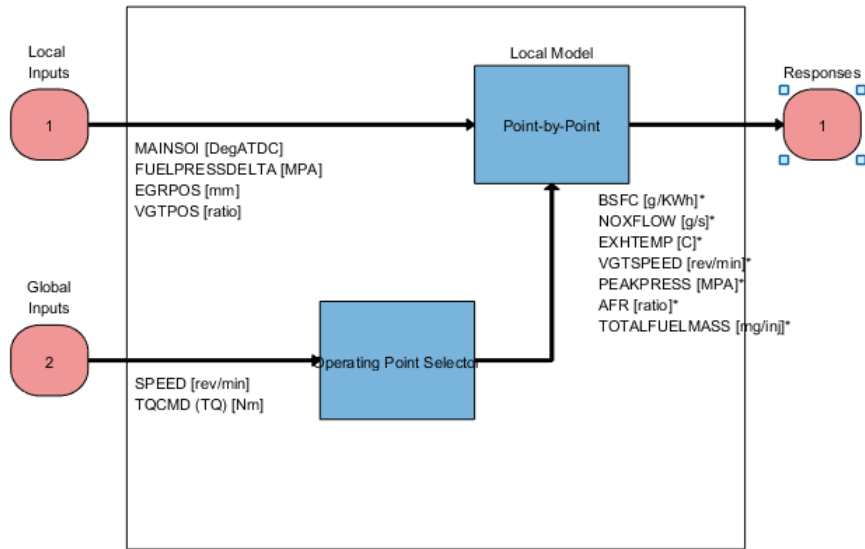 Local
Inputs
1
MAINSOI [DegATDC]
FUELPRESSDELTA [MPA]
EGRPOS [mm]
VGTPOS [ratio]
Local Model
Point-by-Point
Responses
1
BSFC [g/KWh]*
NOXFLOW [g/s]*
EXHTEMP [C]*
VGTSPEED [rev/min]*
PEAKPRESS [MPA]*
AFR [ratio]*
TOTALFUELMASS [mg/inj]*
Global
Inputs
2
SPEED [rev/min]
TQCMD (TQ) [Nm]
Operating Point Selector